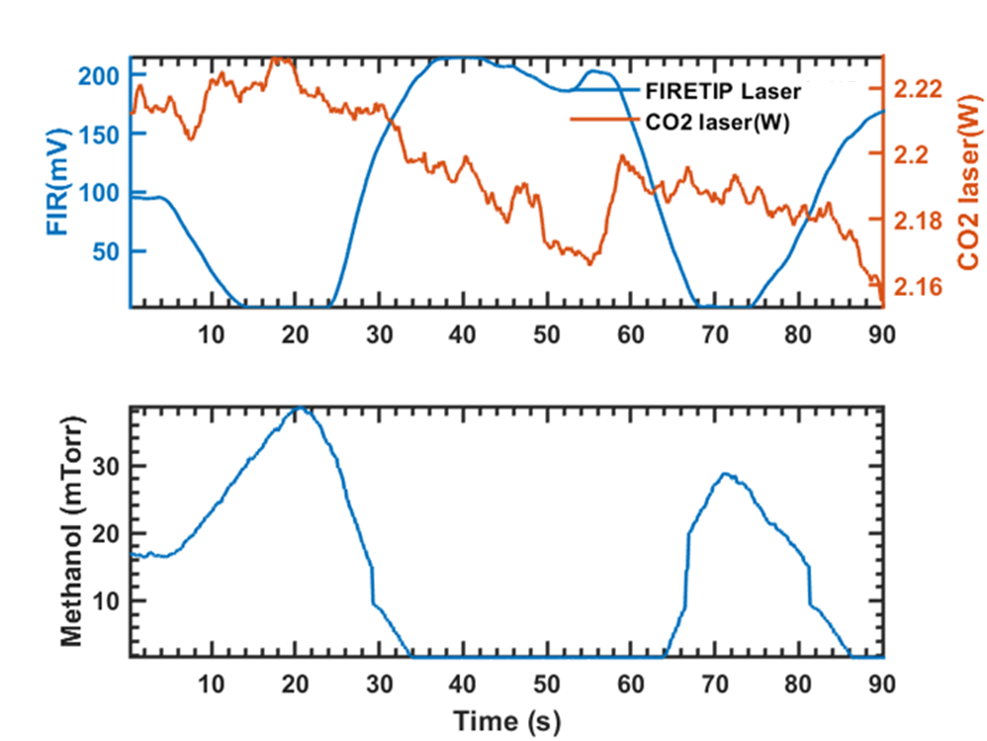 200
150
100
50
FIR(mV)
FIRETIP Laser
CO2 laser(W)
2.22
2.2
2.18
2.16
CO2 laser(W)
10 20 30 40 50 60 70 80 90
30
20
10
Methanol (mTorr)
10 20 30 40 50 60 70 80 90
Time (s)